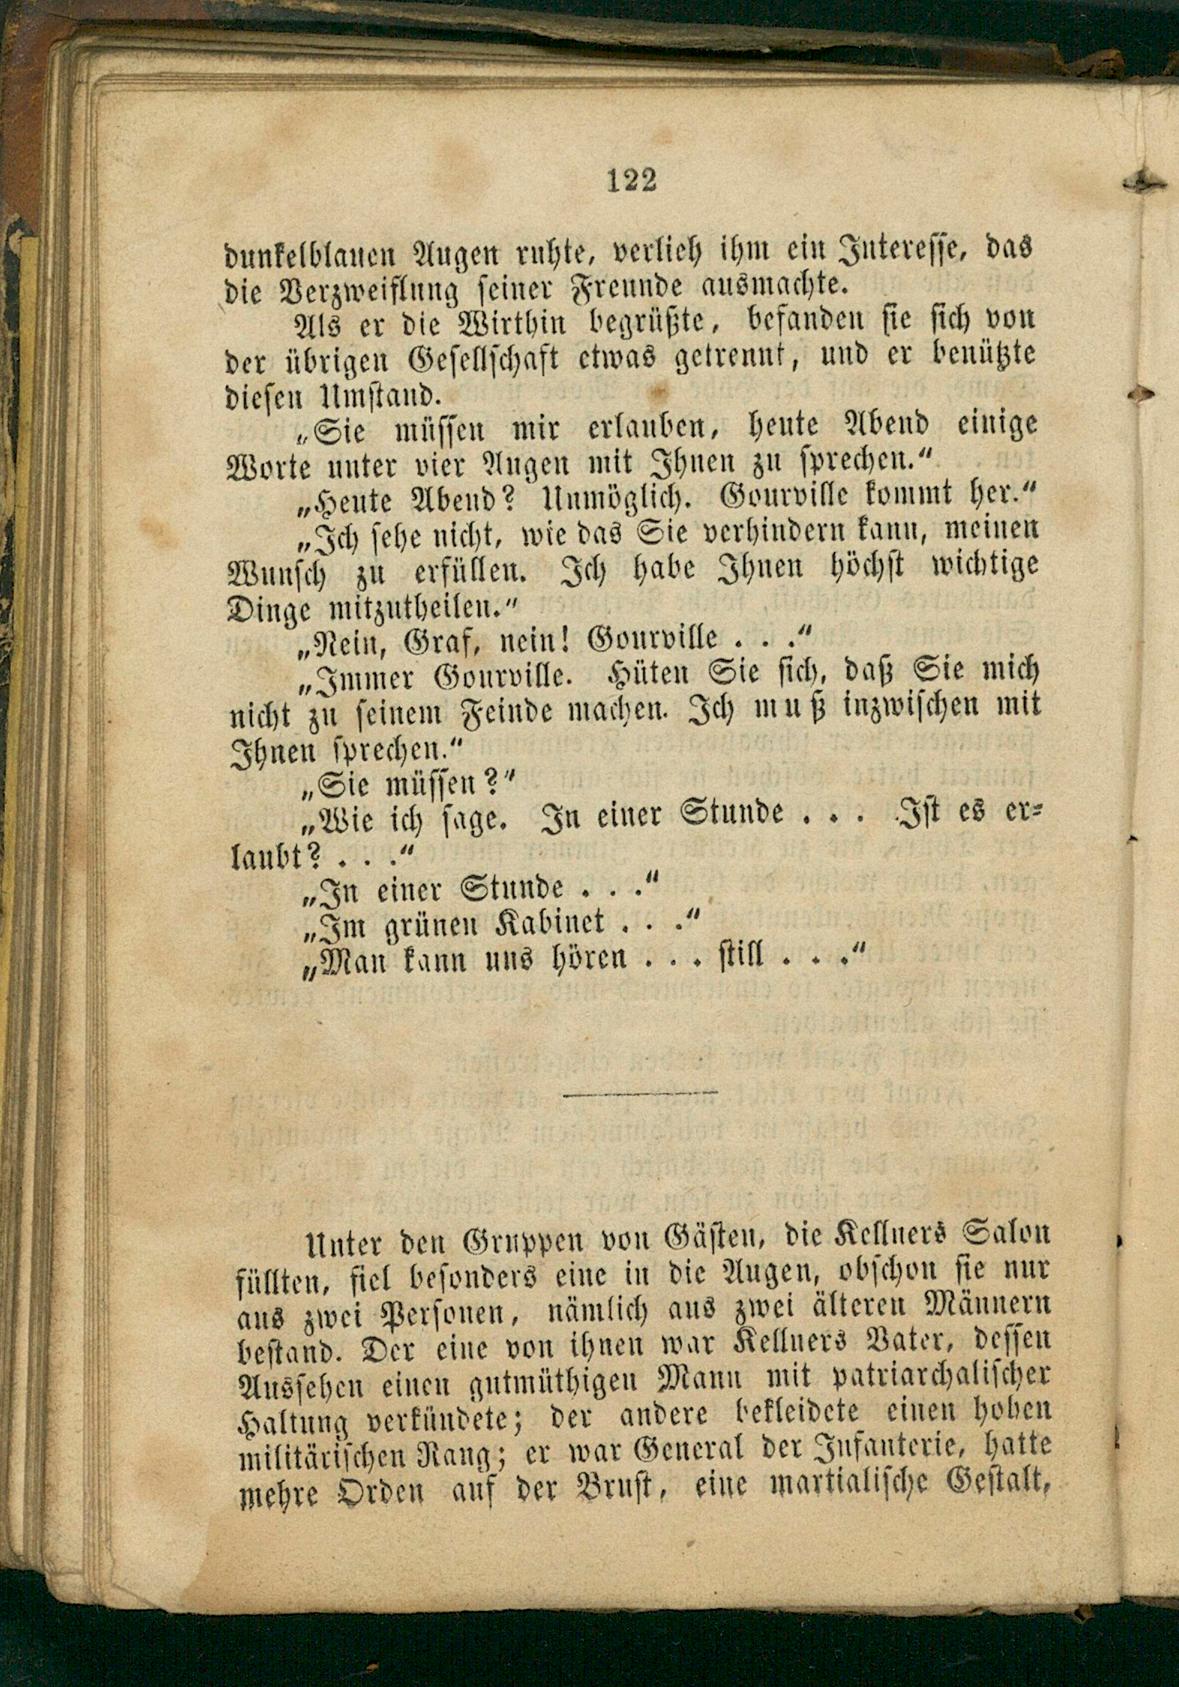 122
dunkelblauen Augen ruhte, verlieh ihm ein Interesse, das
die Verzweiflung seiner Freunde ausmachte.
Als er die Wirthin begrüßte, befanden sie sich von
der übrigen Gesellschaft etwas getrennt, und er benützte
diesen Umstand.
„Sie müssen mir erlauben, heute Abend einige
Worte unter vier Augen mit Ihnen zu sprechen.“
„Heute Abend? Unmöglich. Gourville kommt her.“
„Ich sehe nicht, wie das Sie verhindern kann, meinen
Wunsch zu erfüllen. Ich habe Ihnen höchst wichtige
Dinge mitzutheilen.“
„Nein, Graf, nein! Gourville . . .“
„Immer Gourville. Hüten Sie sich, daß Sie mich
nicht zu seinem Feinde machen. Ich muß inzwischen mit
Ihnen sprechen.“
„Sie müssen?“
„Wie ich sage. In einer Stunde . . . Ist es er-
laubt? . . .“
„In einer Stunde . . .“
„Im grünen Kabinet . . .“
„Man kann uns hören . . . still . . .“
Unter den Gruppen von Gästen, die Kellners Salon
füllten, fiel besonders eine in die Augen, obschon sie nur
aus zwei Personen, nämlich aus zwei älteren Männern
bestand. Der eine von ihnen war Kellners Vater, dessen
Aussehen einen gutmüthigen Mann mit patriarchalischer
Haltung verkündete; der andere bekleidete einen hohen
militärischen Rang; er war General der Infanterie, hatte
mehre Orden auf der Brust, eine martialische Gestalt,